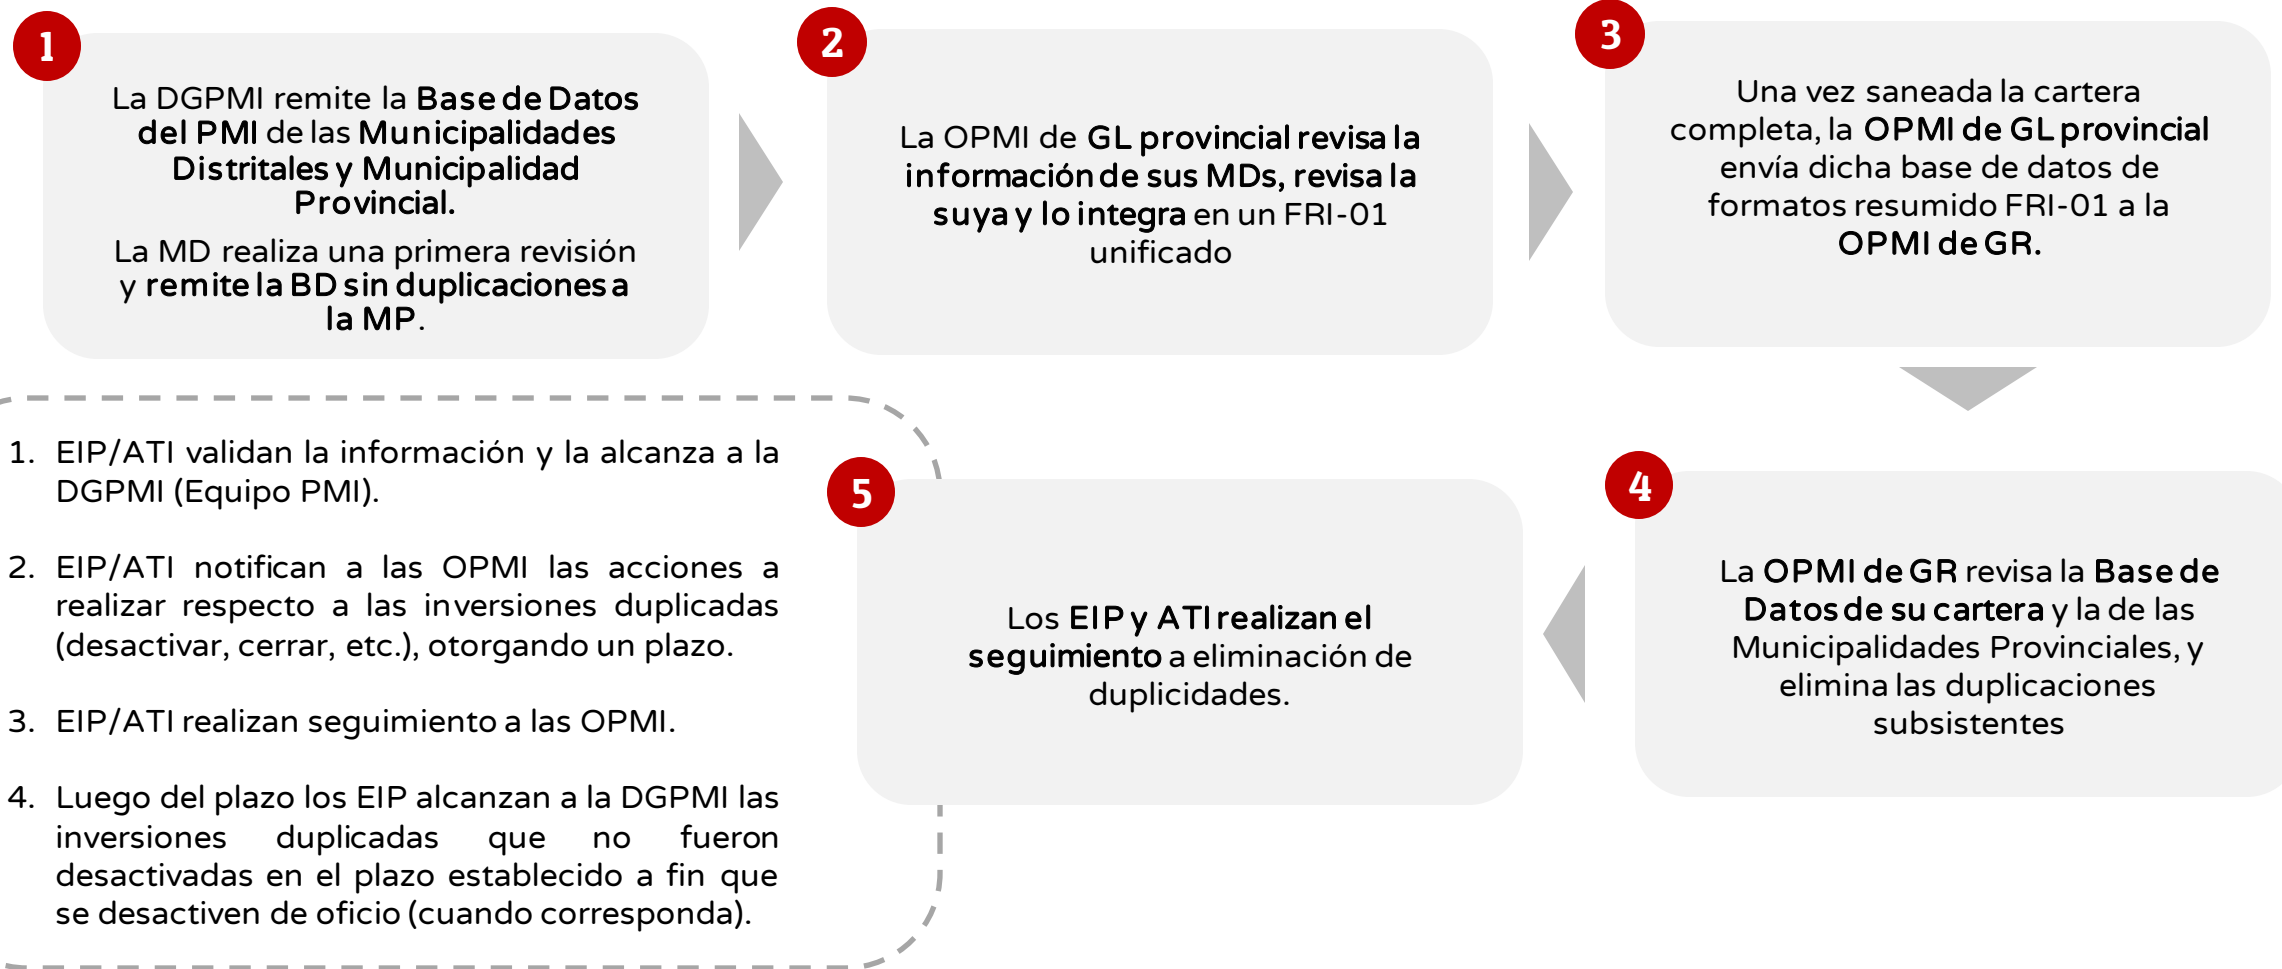 1
La DGPMI remite la Base de Datos
del PMI de las Municipalidades
Distritales y Municipalidad
Provincial.
La MD realiza una primera revisión
y remite la BD sin duplicaciones a
la MP.
2
La OPMI de GL provincial revisa la
información de sus MDs, revisa la
suya y lo integra en un FRI-01
unificado
3
Una vez saneada la cartera
completa, la OPMI de GL provincial
envía dicha base de datos de
formatos resumido FRI-01 a la
OPMI de GR.
4
La OPMI de GR revisa la Base de
Datos de su cartera y la de las
Municipalidades Provinciales, y
elimina las duplicaciones
subsistentes
5
Los EIP y ATI realizan el
seguimiento a eliminación de
duplicidades.
1. EIP/ATI validan la información y la alcanza a la
DGPMI (Equipo PMI).
2. EIP/ATI notifican a las OPMI las acciones a
realizar respecto a las inversiones duplicadas
(desactivar, cerrar, etc.), otorgando un plazo.
3. EIP/ATI realizan seguimiento a las OPMI.
4. Luego del plazo los EIP alcanzan a la DGPMI las
inversiones duplicadas que no fueron
desactivadas en el plazo establecido a fin que
se desactiven de oficio (cuando corresponda).